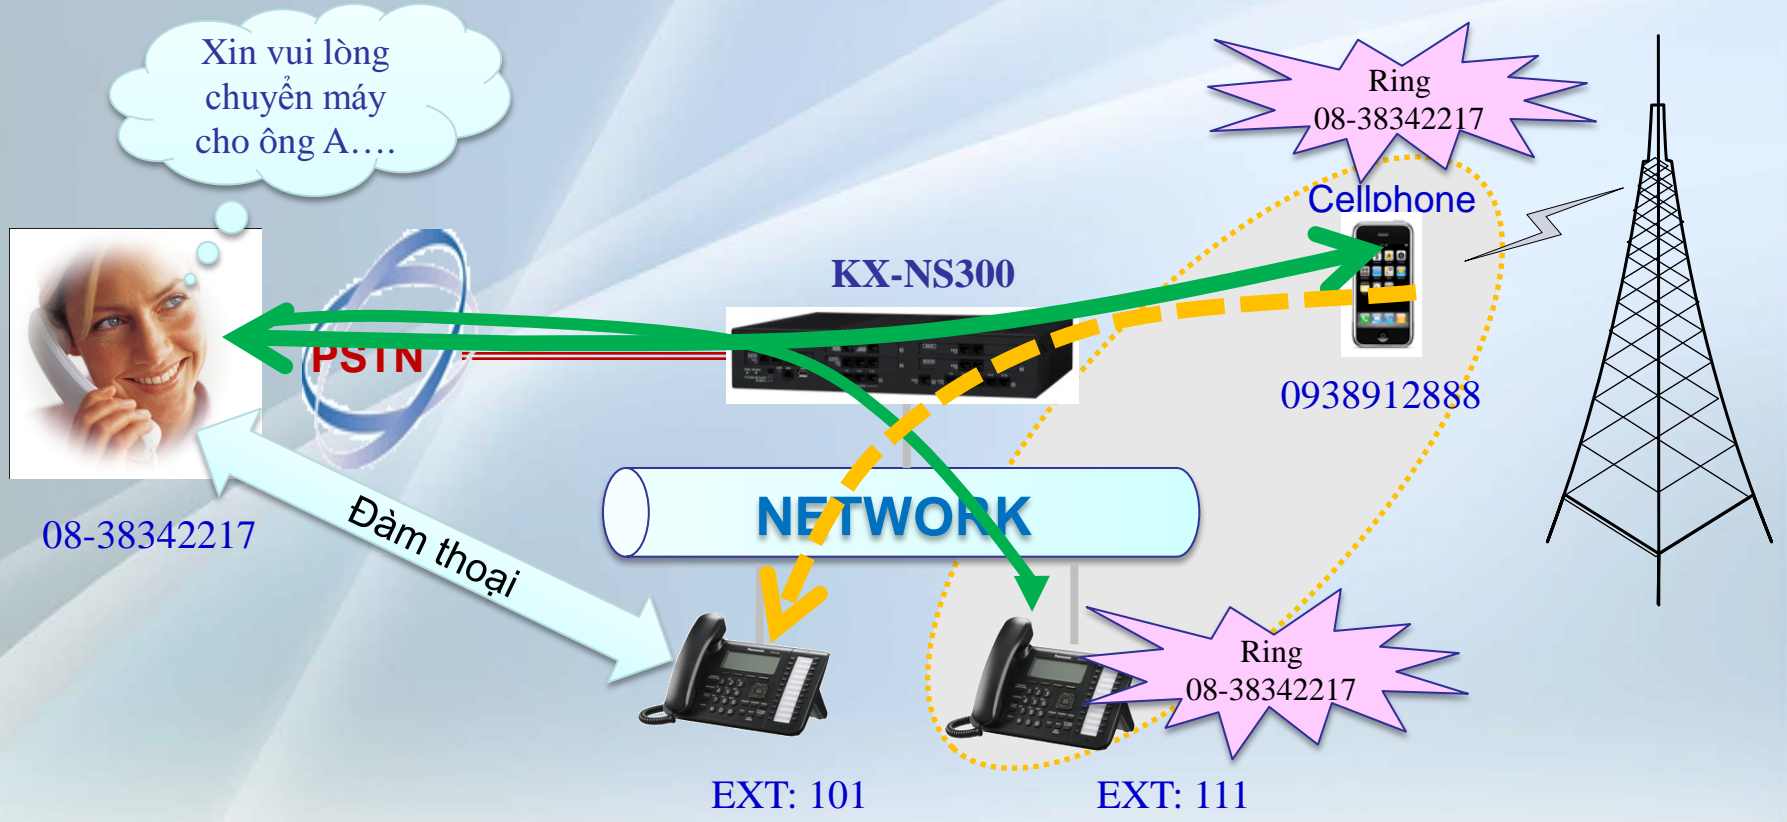 Xin vui lòng
chuyển máy
cho ông A....
Ring
08-38342217
Cellphone
KX-NS300
PSTN
0938912888
NETWORK
08-38342217
Đàm thoại
Ring
08-38342217
EXT: 101
EXT: 111